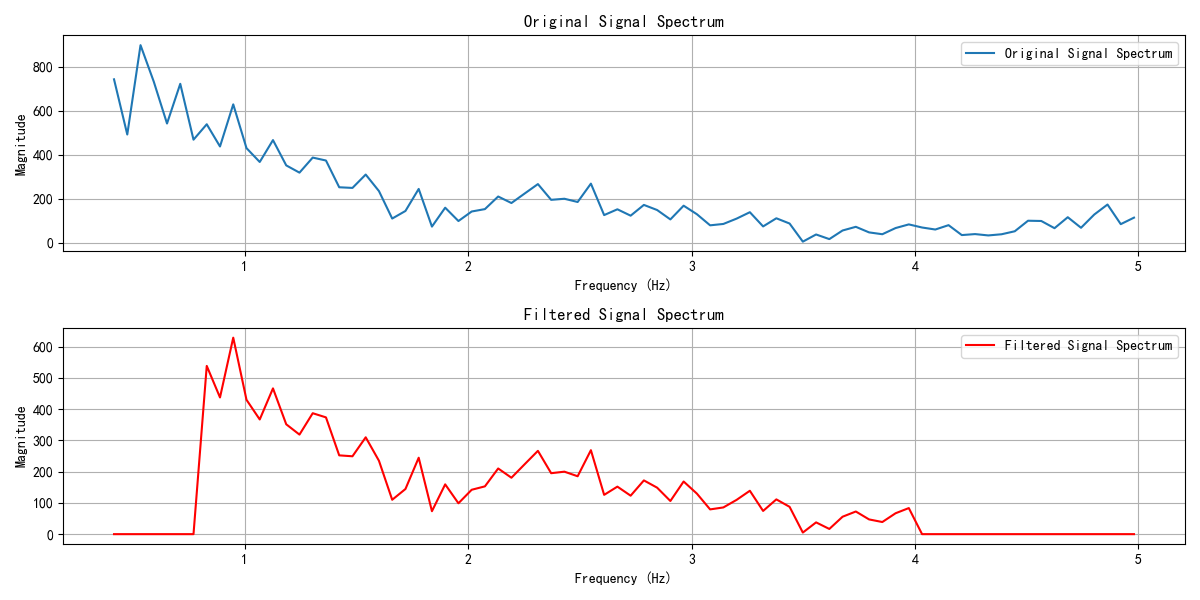 Original Signal Spectrum
Original Signal Spectrum
Magnitude
800
600
400
200
0
1 2 3 4 5
Frequency (Hz)
Filtered Signal Spectrum
Filtered Signal Spectrum
Magnitude
600
500
400
300
200
100
0
1 2 3 4 5
Frequency (Hz)